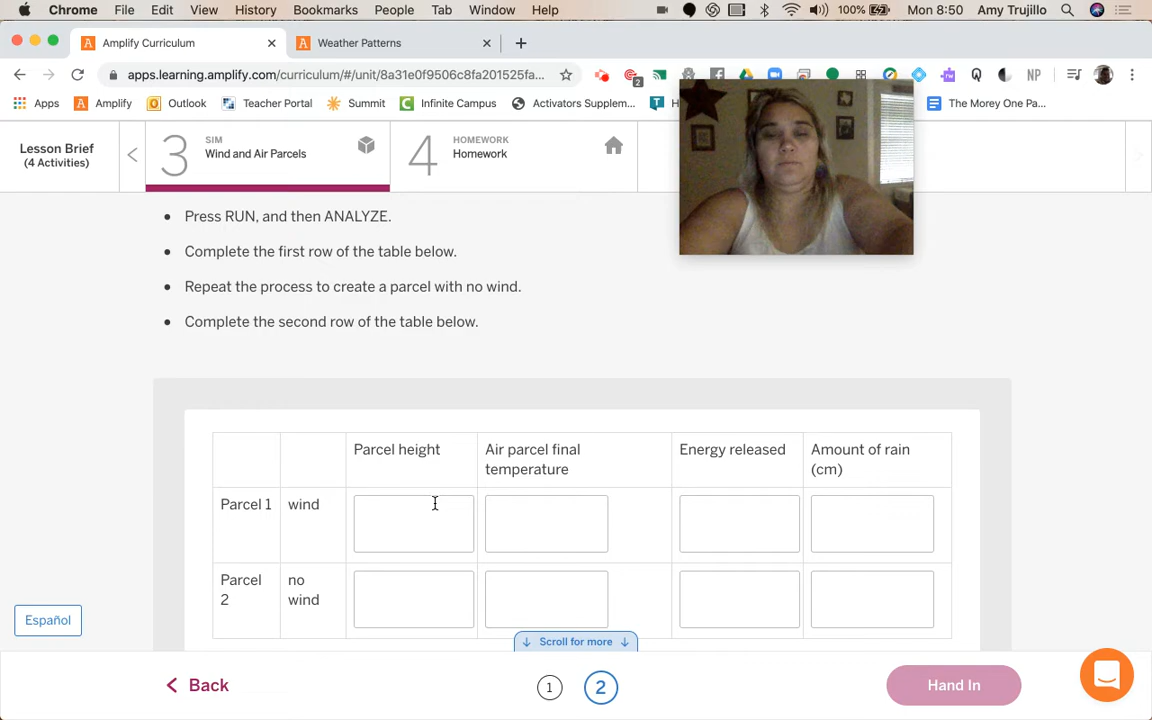 Chrome File Edit View History Bookmarks People Tab Window Help 100% Mon 8:50 Amy Trujillo
Amplify Curriculum
Weather Patterns
apps.learning.amplify.com/curriculum/#/unit/8a31e0f9506c8fa201525fa...
2
NP
Apps Amplify Outlook Teacher Portal Summit Infinite Campus Activators Supplem... The Morey One Pa...
Lesson Brief
(4 Activities)
3
SIM
Wind and Air Parcels
4
HOMEWORK
Homework
• Press RUN, and then ANALYZE.
• Complete the first row of the table below.
• Repeat the process to create a parcel with no wind.
• Complete the second row of the table below.
Parcel height
Air parcel final
temperature
Energy released
Amount of rain
(cm)
Parcel 1 wind
Parcel
2
no
wind
Español
Scroll for more
Back
1
2
Hand In